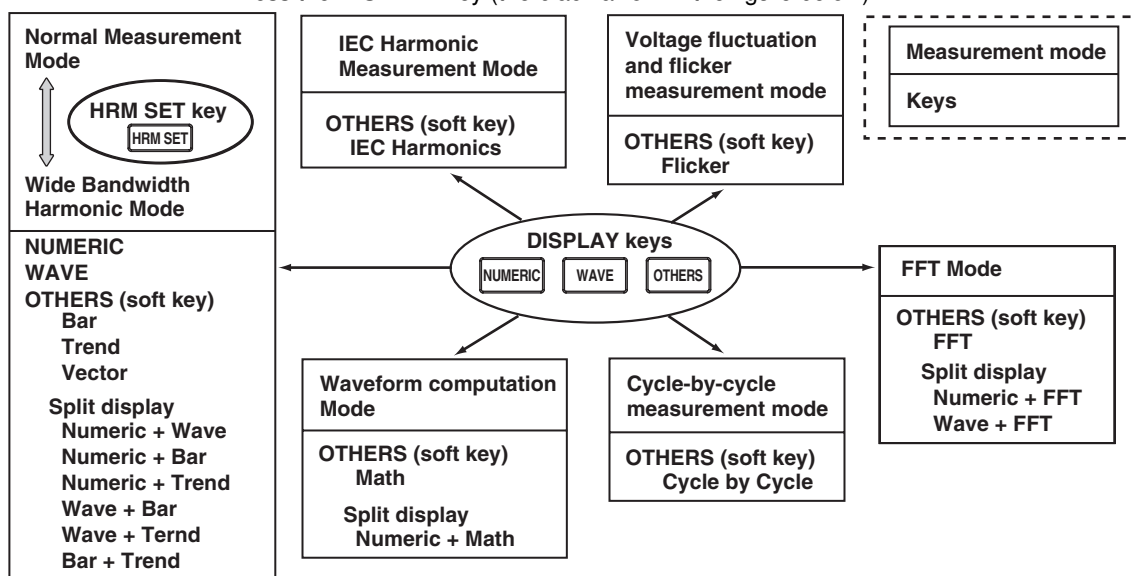 Normal Measurement
Mode
HRM SET key
HRM SET
Wide Bandwidth
Harmonic Mode
NUMERIC
WAVE
OTHERS (soft key)
Bar
Trend
Vector
Split display
Numeric + Wave
Numeric + Bar
Numeric + Trend
Wave + Bar
Wave + Ternd
Bar + Trend
IEC Harmonic
Measurement Mode
OTHERS (soft key)
IEC Harmonics
Voltage fluctuation
and flicker
measurement mode
OTHERS (soft key)
Flicker
Measurement mode
Keys
DISPLAY keys
NUMERIC
WAVE
OTHERS
FFT Mode
OTHERS (soft key)
FFT
Split display
Numeric + FFT
Wave + FFT
Waveform computation
Mode
OTHERS (soft key)
Math
Split display
Numeric + Math
Cycle-by-cycle
measurement mode
OTHERS (soft key)
Cycle by Cycle